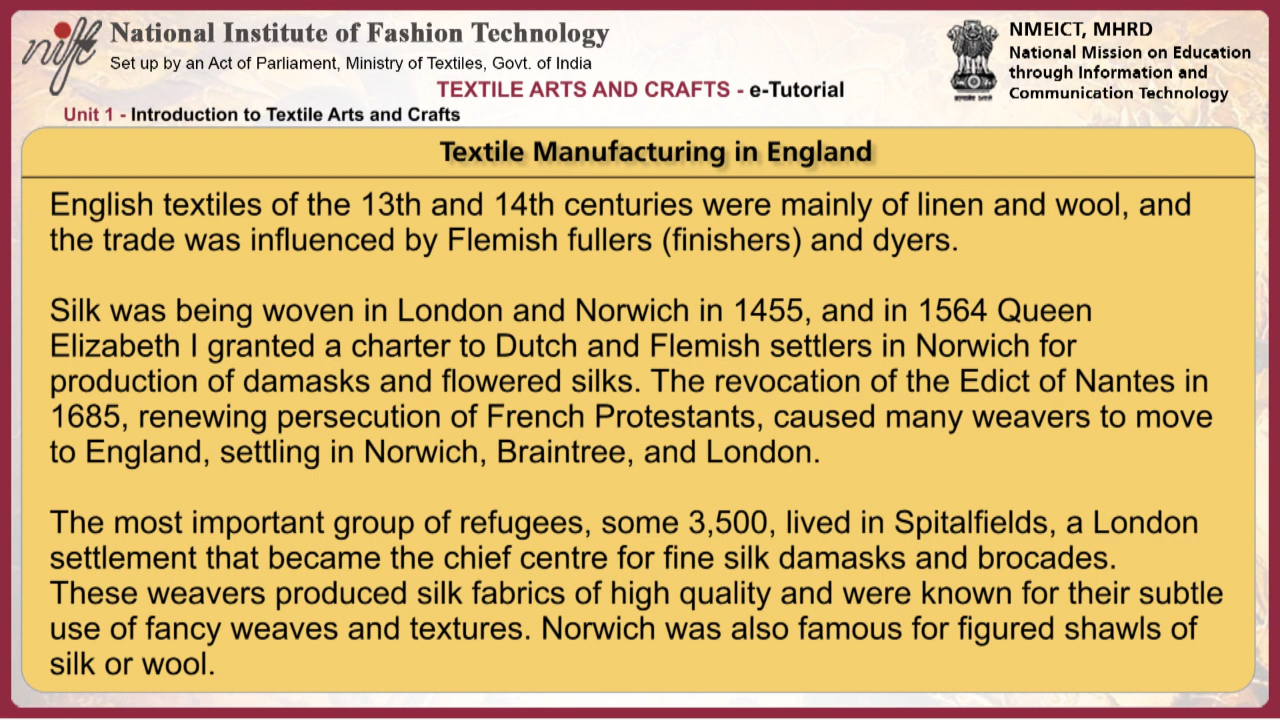 nift
National Institute of Fashion Technology
Set up by an Act of Parliament, Ministry of Textiles, Govt. of India
NMEICT, MHRD
National Mission on Education
through Information and
Communication Technology
TEXTILE ARTS AND CRAFTS - e-Tutorial
Unit 1 - Introduction to Textile Arts and Crafts
Textile Manufacturing in England
English textiles of the 13th and 14th centuries were mainly of linen and wool, and
the trade was influenced by Flemish fullers (finishers) and dyers.
Silk was being woven in London and Norwich in 1455, and in 1564 Queen
Elizabeth I granted a charter to Dutch and Flemish settlers in Norwich for
production of damasks and flowered silks. The revocation of the Edict of Nantes in
1685, renewing persecution of French Protestants, caused many weavers to move
to England, settling in Norwich, Braintree, and London.
The most important group of refugees, some 3,500, lived in Spitalfields, a London
settlement that became the chief centre for fine silk damasks and brocades.
These weavers produced silk fabrics of high quality and were known for their subtle
use of fancy weaves and textures. Norwich was also famous for figured shawls of
silk or wool.